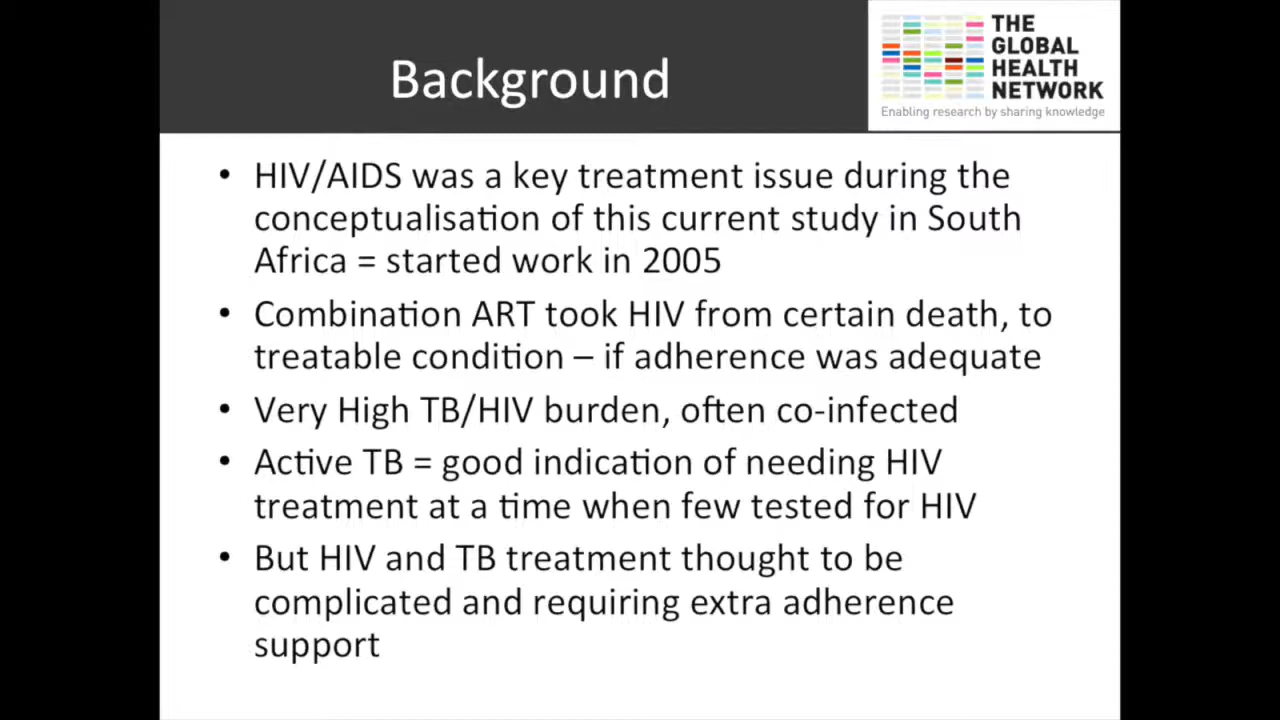 Background
THE
GLOBAL
HEALTH
NETWORK
Enabling research by sharing knowledge
• HIV/AIDS was a key treatment issue during the
conceptualisation of this current study in South
Africa = started work in 2005
• Combination ART took HIV from certain death, to
treatable condition – if adherence was adequate
• Very High TB/HIV burden, often co-infected
• Active TB = good indication of needing HIV
treatment at a time when few tested for HIV
• But HIV and TB treatment thought to be
complicated and requiring extra adherence
support